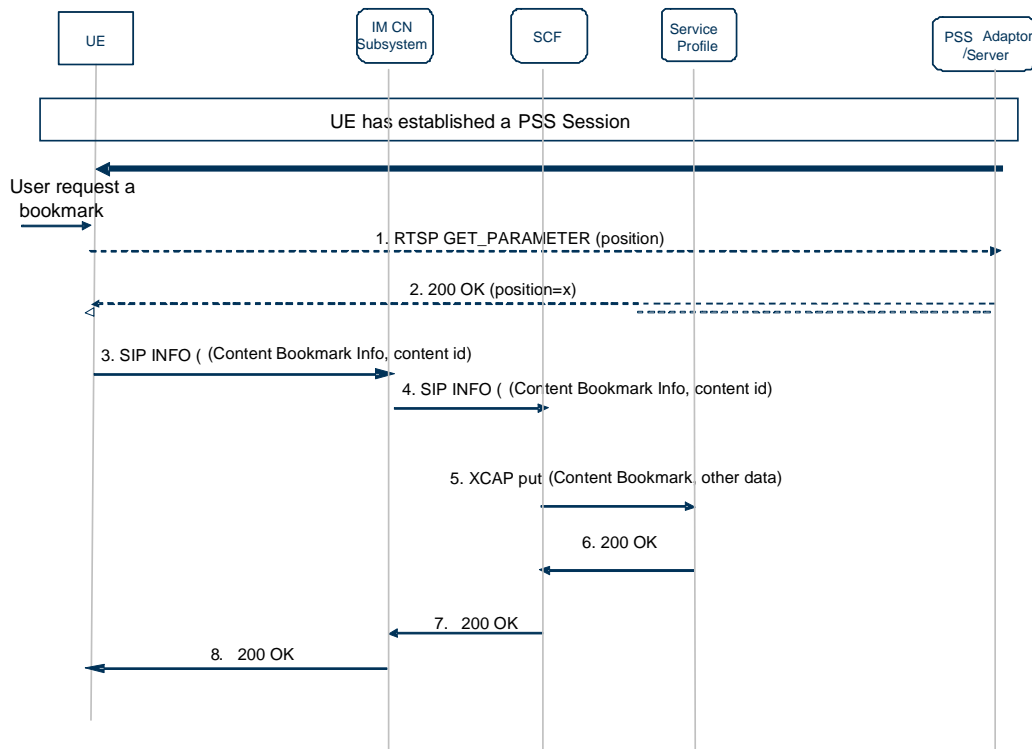 UE
IM CN
Subsystem
SCF
Service
Profile
PSS Adaptor
/Server
UE has established a PSS Session
User request a
bookmark
1. RTSP GET_PARAMETER (position)
2. 200 OK (position=x)
3. SIP INFO ( (Content Bookmark Info, content id)
4. SIP INFO ( (Content Bookmark Info, content id)
5. XCAP put (Content Bookmark, other data)
6. 200 OK
7. 200 OK
8. 200 OK